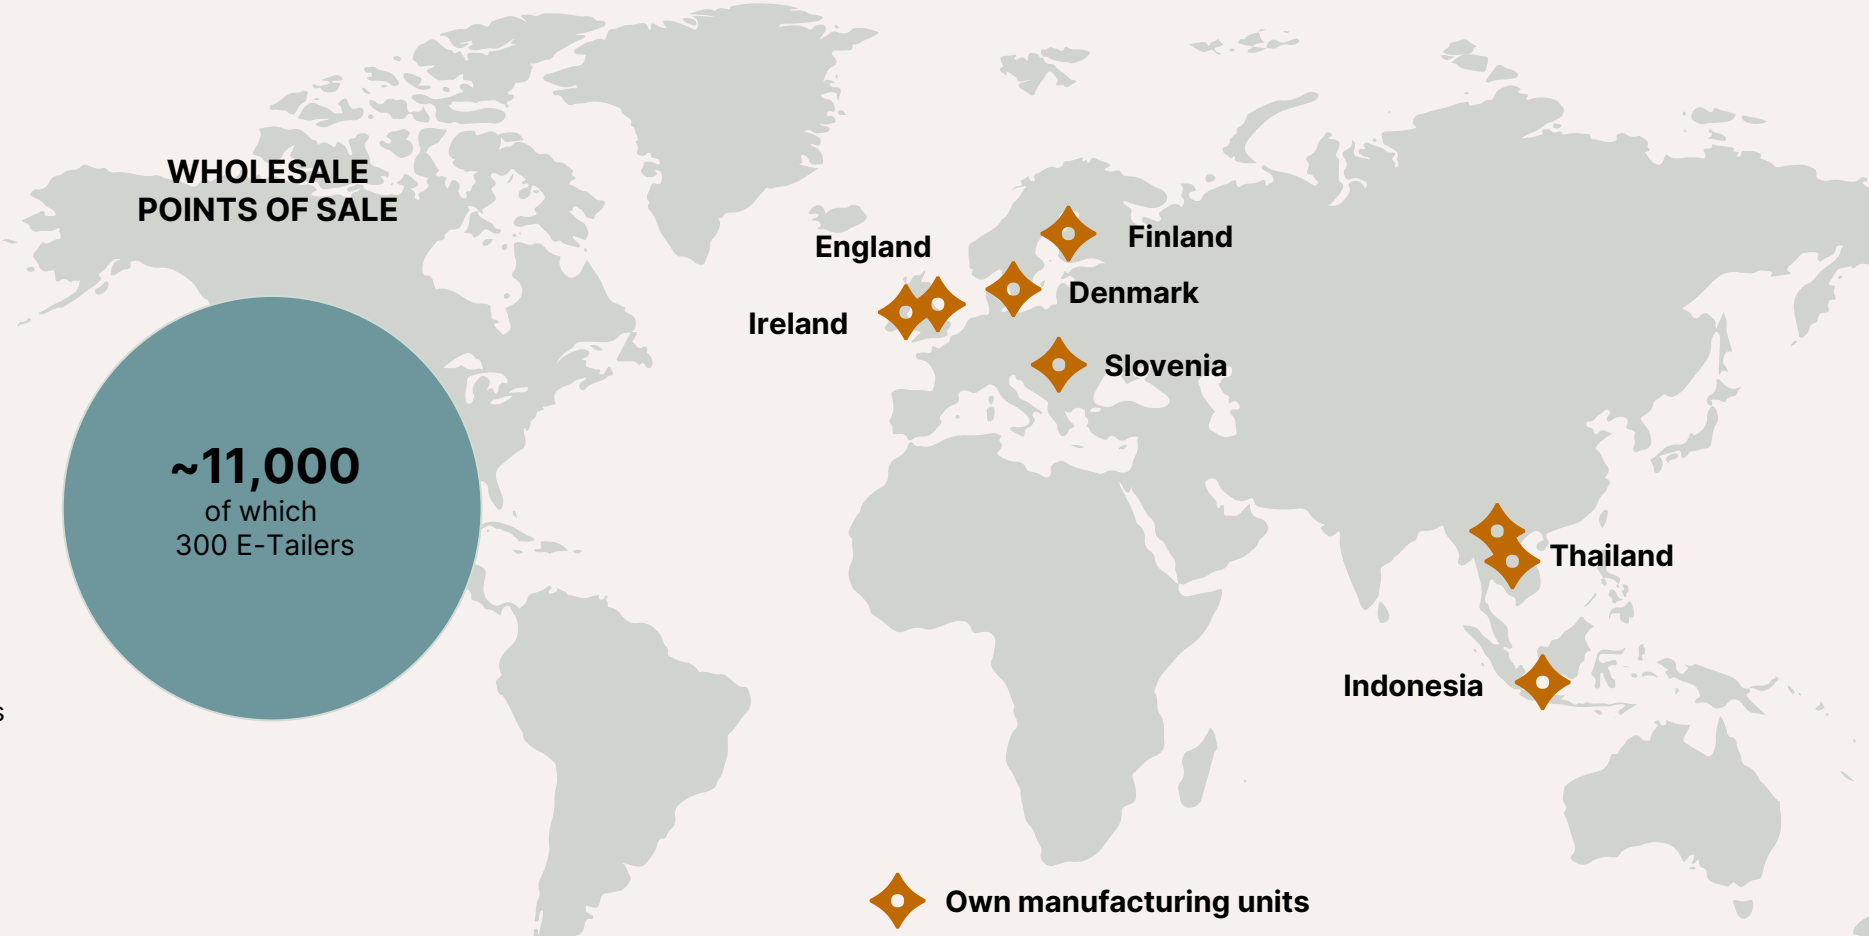 WHOLESALE
POINTS OF SALE
~11,000
of which
300 E-Tailers
England
Ireland
Finland
Denmark
Slovenia
Thailand
Indonesia
Own manufacturing units